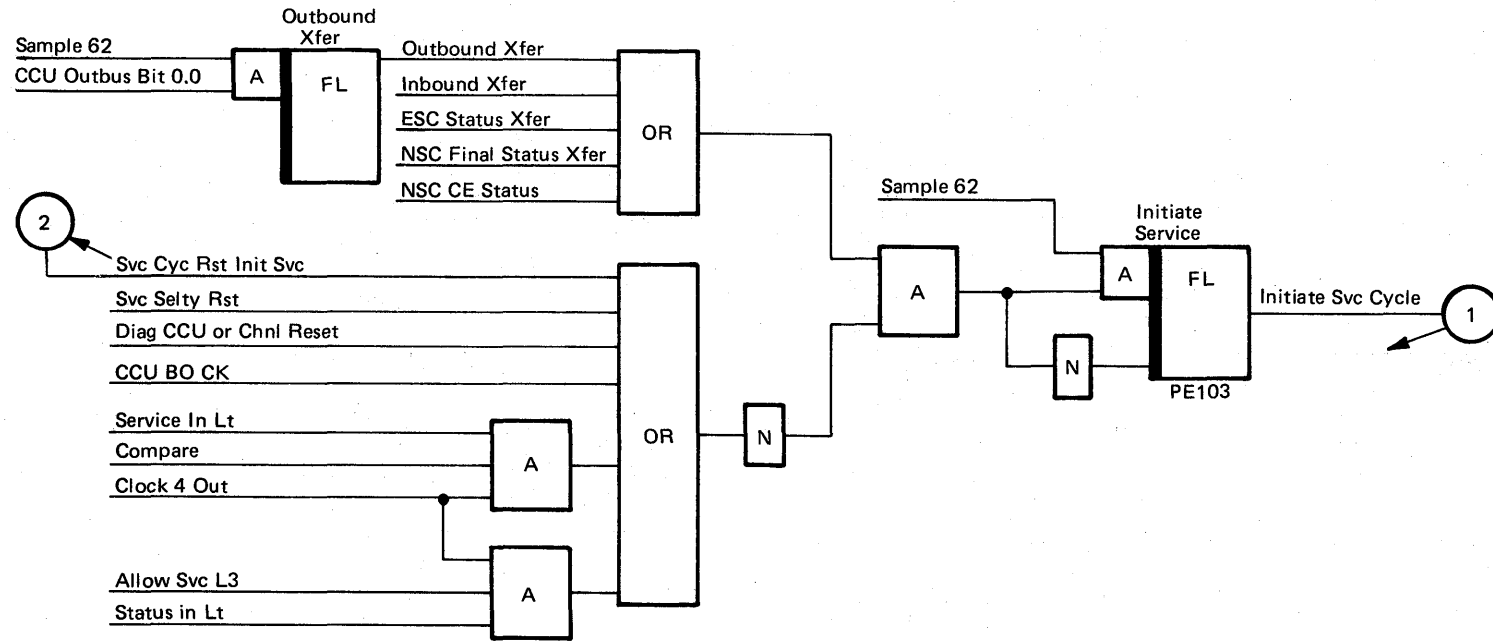 Outbound
Xfer
Sample 62
CCU Outbus Bit 0.0
A
FL
Outbound Xfer
Inbound Xfer
ESC Status Xfer
NSC Final Status Xfer
NSC CE Status
OR
2
Svc Cyc Rst Init Svc
Svc Selty Rst
Diag CCU or Chnl Reset
CCU BO CK
Service In Lt
Compare
Clock 4 Out
A
Allow Svc L3
Status in Lt
A
OR
N
A
Sample 62
Initiate
Service
A
FL
N
PE103
Initiate Svc Cycle
1